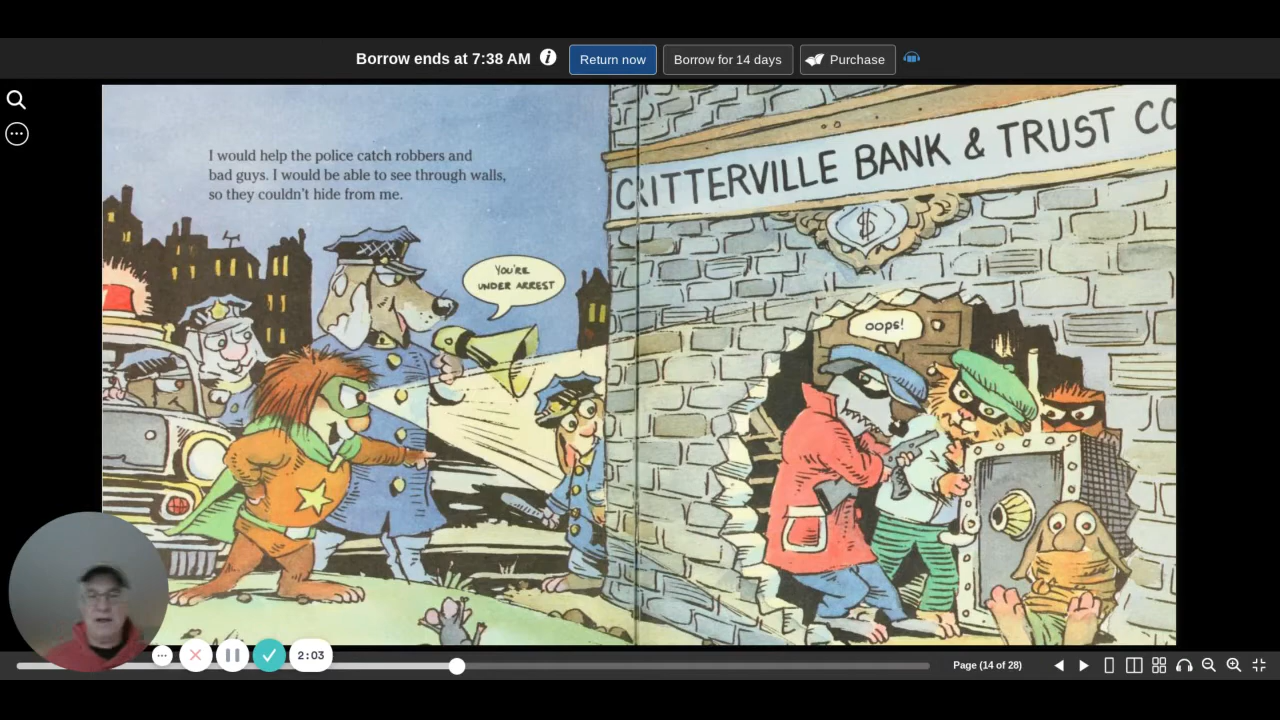 Borrow ends at 7:38 AM
Return now
Borrow for 14 days
Purchase
I would help the police catch robbers and
bad guys. I would be able to see through walls,
so they couldn't hide from me.
CRITTERVILLE BANK & TRUST CO
$
YOU'RE
UNDER ARREST
OOPS!
2:03
Page (14 of 28)